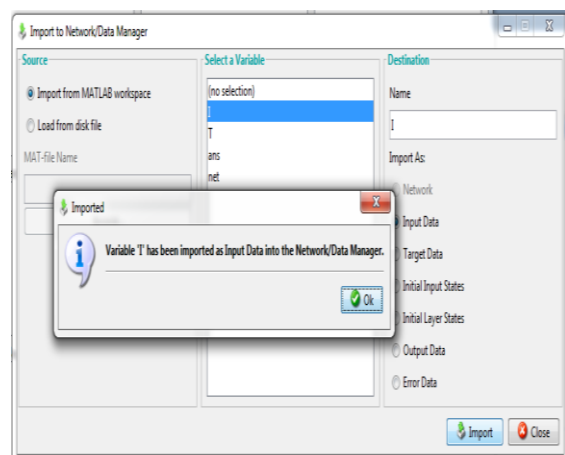 Import to Network/Data Manager
Source
Import from MATLAB workspace
Load from disk file
MAT-file Name
Select a Variable
(no selection)
I
T
ans
net
Destination
Name
I
Import As:
Network
Input Data
Target Data
Initial Input States
Initial Layer States
Output Data
Error Data
Imported
Variable 'I' has been imported as Input Data into the Network/Data Manager.
Ok
Import
Close